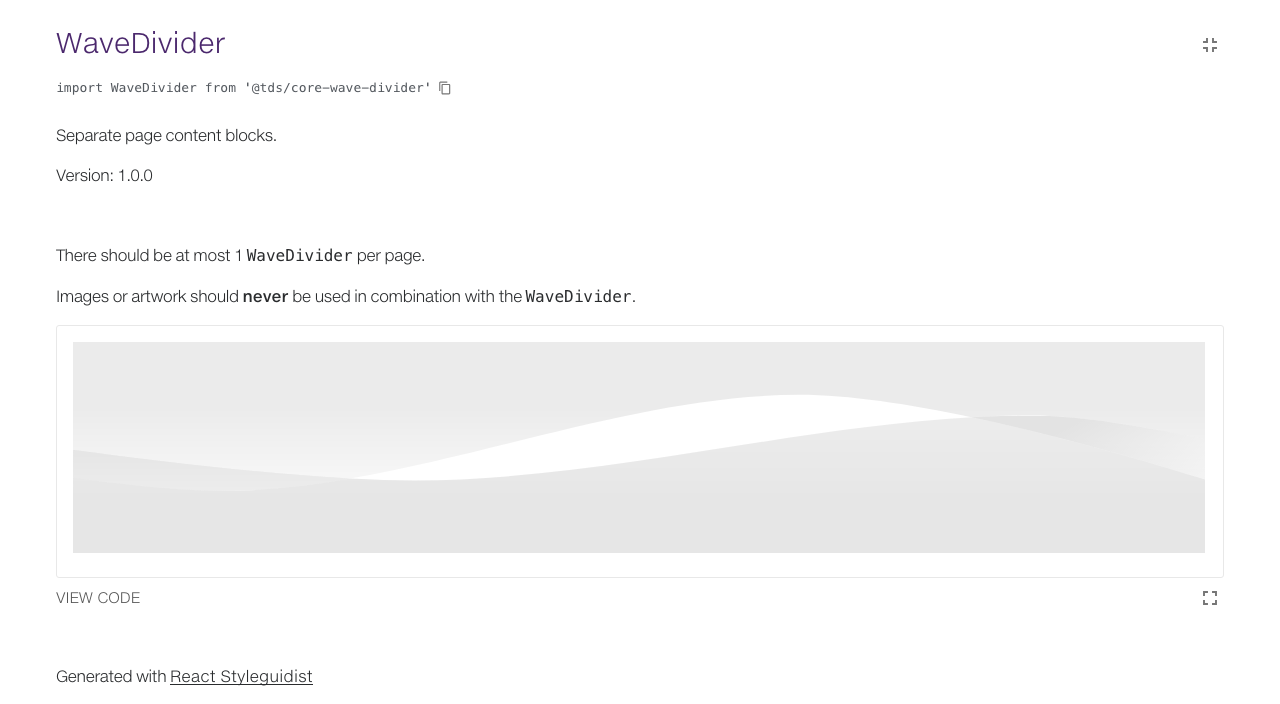 WaveDivider
import WaveDivider from '@tds/core-wave-divider'
Separate page content blocks.
Version: 1.0.0
There should be at most 1 WaveDivider per page.
Images or artwork should never be used in combination with the WaveDivider.
VIEW CODE
Generated with React Styleguidist